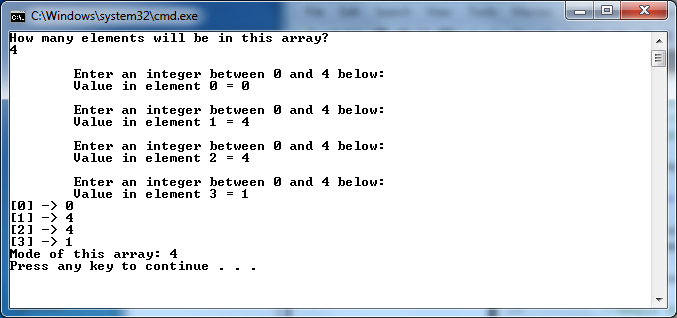 C:\Windows\system32\cmd.exe
How many elements will be in this array?
4
Enter an integer between 0 and 4 below:
Value in element 0 = 0
Enter an integer between 0 and 4 below:
Value in element 1 = 4
Enter an integer between 0 and 4 below:
Value in element 2 = 4
Enter an integer between 0 and 4 below:
Value in element 3 = 1
[0] -> 0
[1] -> 4
[2] -> 4
[3] -> 1
Mode of this array: 4
Press any key to continue . . .